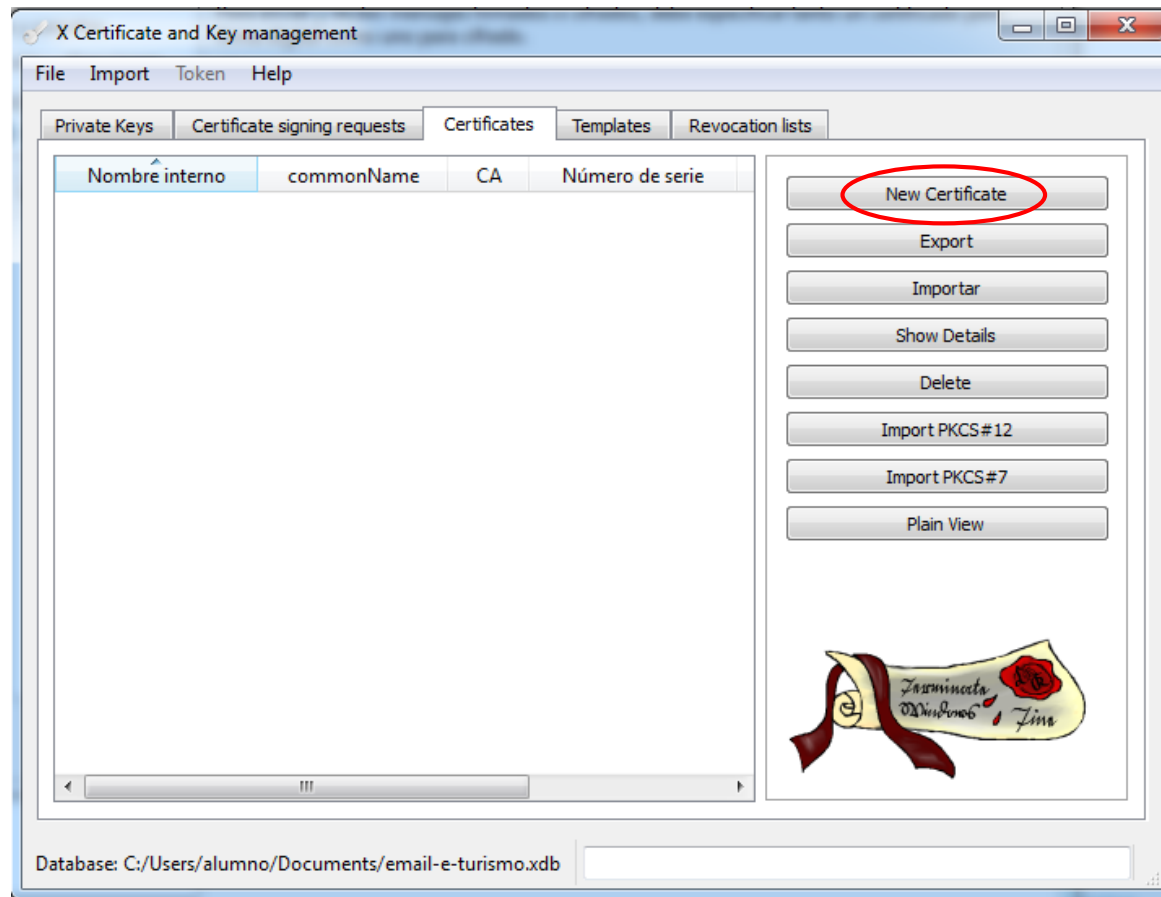 X Certificate and Key management
File Import Token Help
Private Keys Certificate signing requests Certificates Templates Revocation lists
Nombre interno commonName CA Número de serie
New Certificate
Export
Importar
Show Details
Delete
Import PKCS#12
Import PKCS#7
Plain View
Database: C:/Users/alumno/Documents/email-e-turismo.xdb